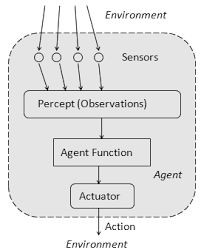 Environment
Sensors
Percept (Observations)
Agent Function
Agent
Actuator
Action
Environment